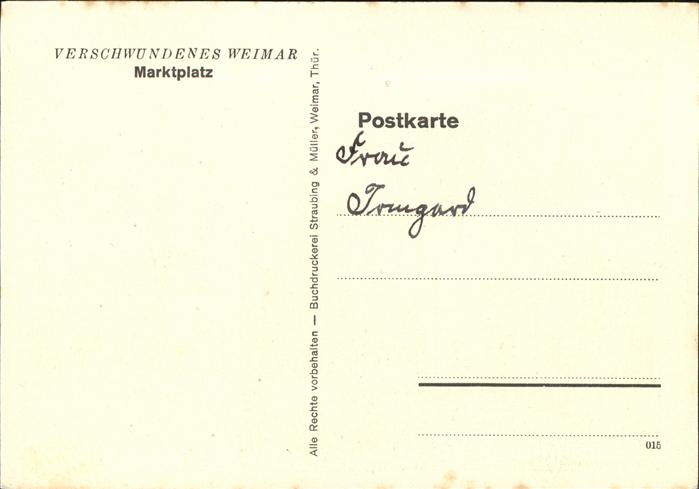 VERSCHWUNDENES WEIMAR
Marktplatz
Alle Rechte vorbehalten — Buchdruckerei Straubing & Müller, Weimar, Thür.
Postkarte
Frau
Irmgard
015